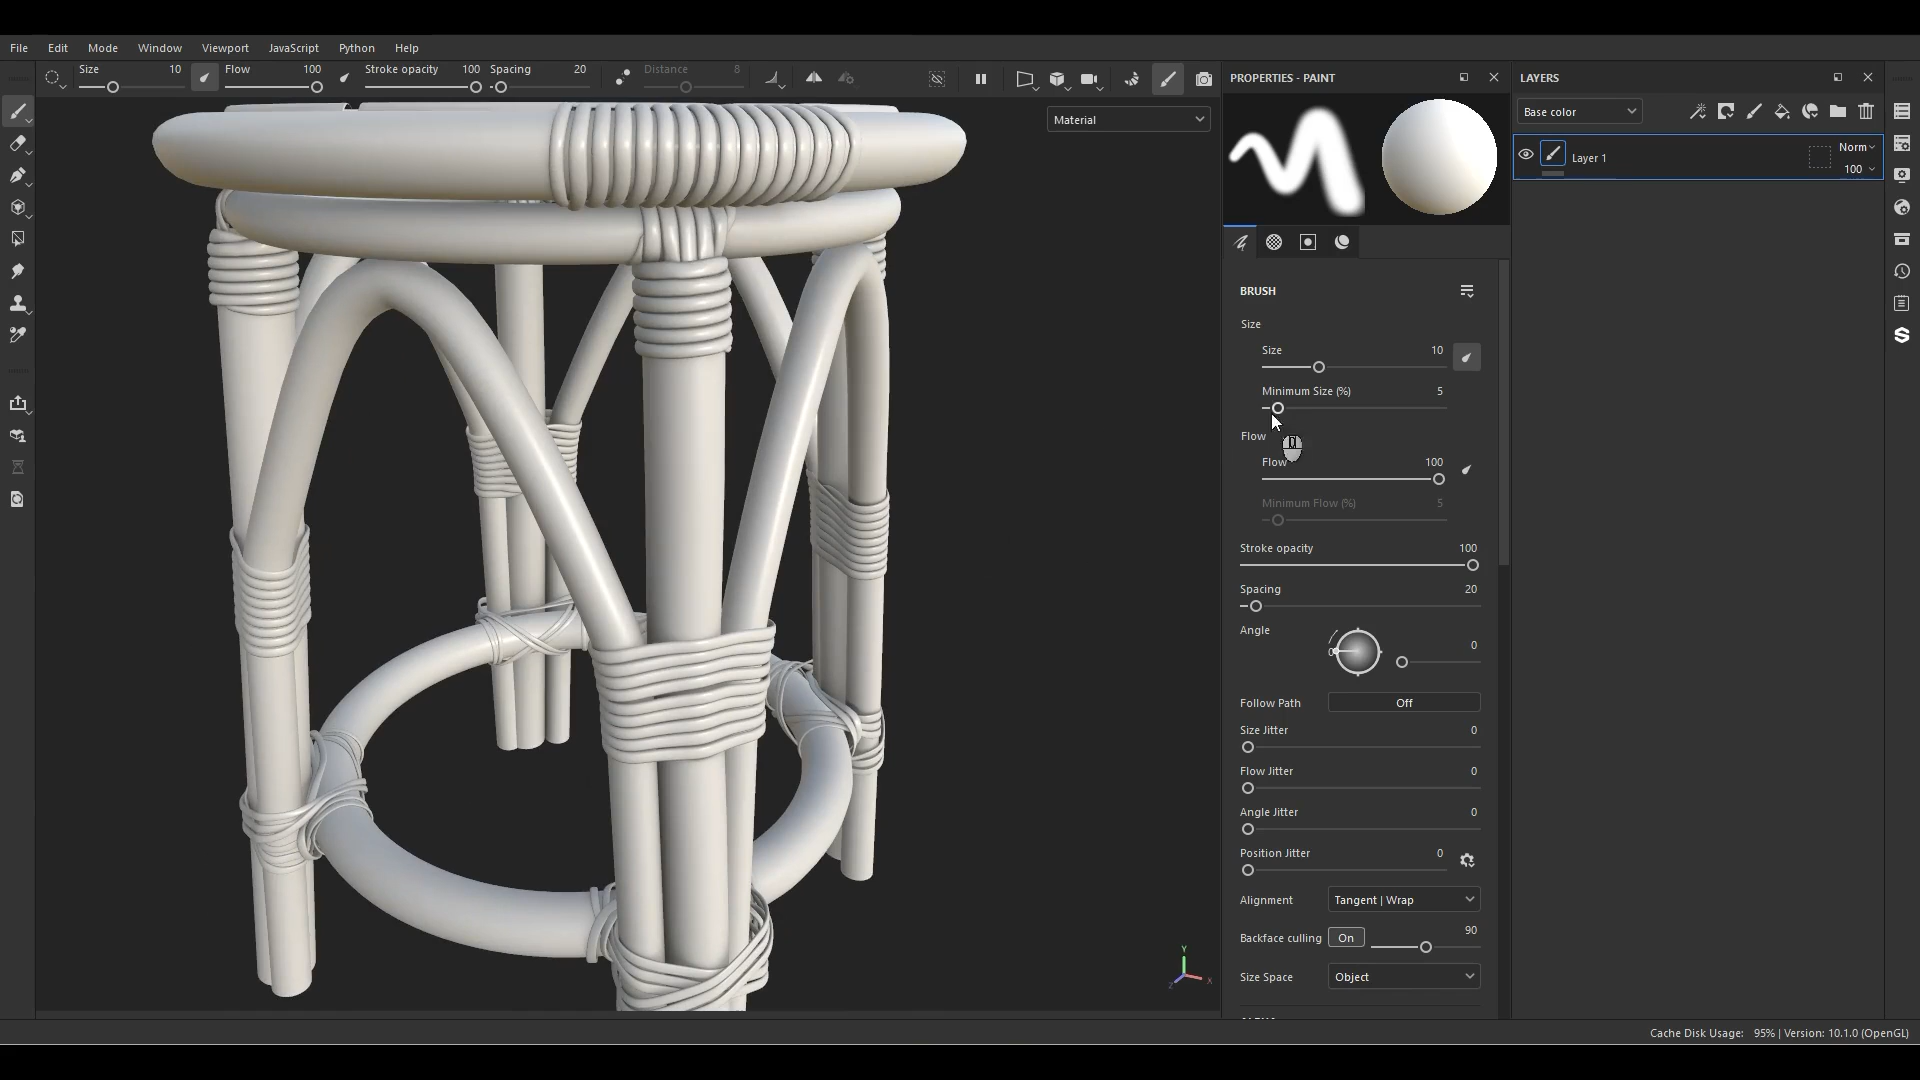 File Edit Mode Window Viewport JavaScript Python Help
Size 10 Flow 100 Stroke opacity 100 Spacing 20 Distance 8
Material
Y
X
Z
PROPERTIES - PAINT
BRUSH
Size
Size 10
Minimum Size (%) 5
Flow
Flow 100
Minimum Flow (%) 5
Stroke opacity 100
Spacing 20
Angle 0
0
Follow Path Off
Size Jitter 0
Flow Jitter 0
Angle Jitter 0
Position Jitter 0
Alignment Tangent | Wrap
Backface culling On 90
Size Space Object
LAYERS
Base color
Layer 1 Norm
100
Cache Disk Usage: 95% | Version: 10.1.0 (OpenGL)